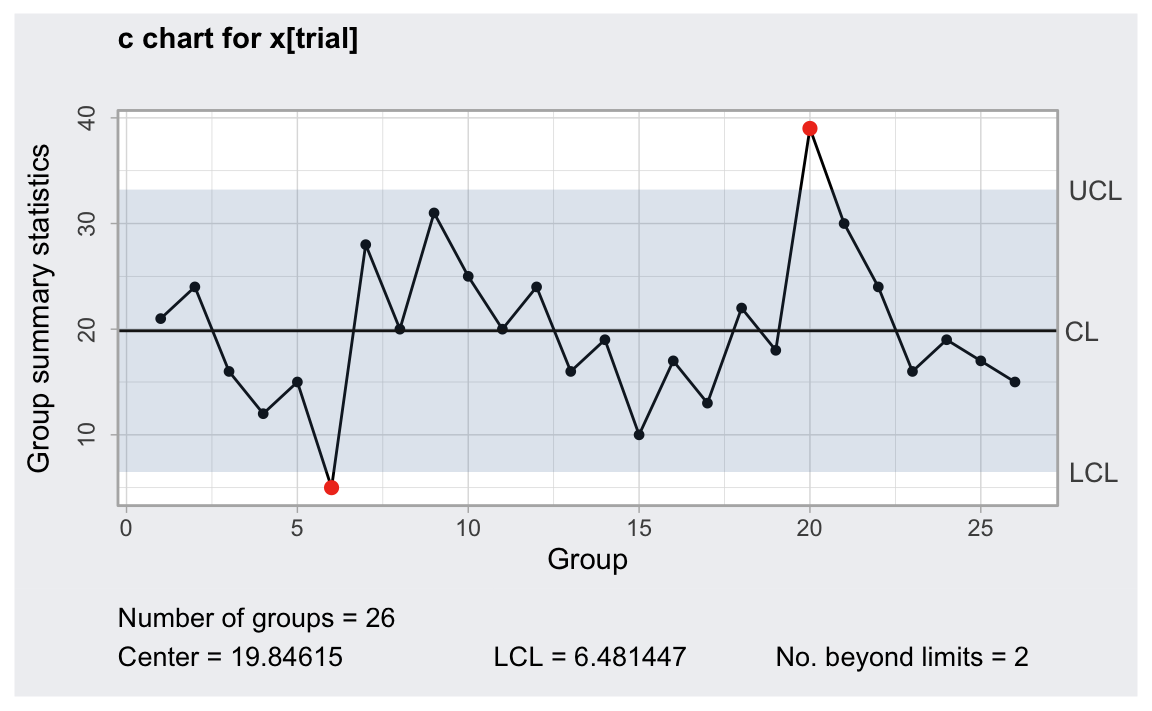 c chart for x[trial]
Group summary statistics
40
30
20
10
UCL
CL
LCL
0 5 10 15 20 25
Group
Number of groups = 26
Center = 19.84615 LCL = 6.481447 No. beyond limits = 2